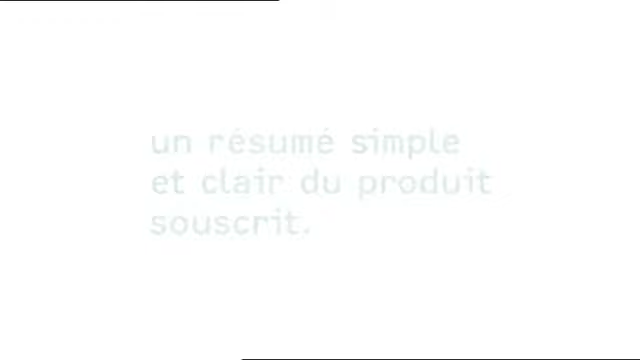 un résumé simple
et clair du produit
souscrit.